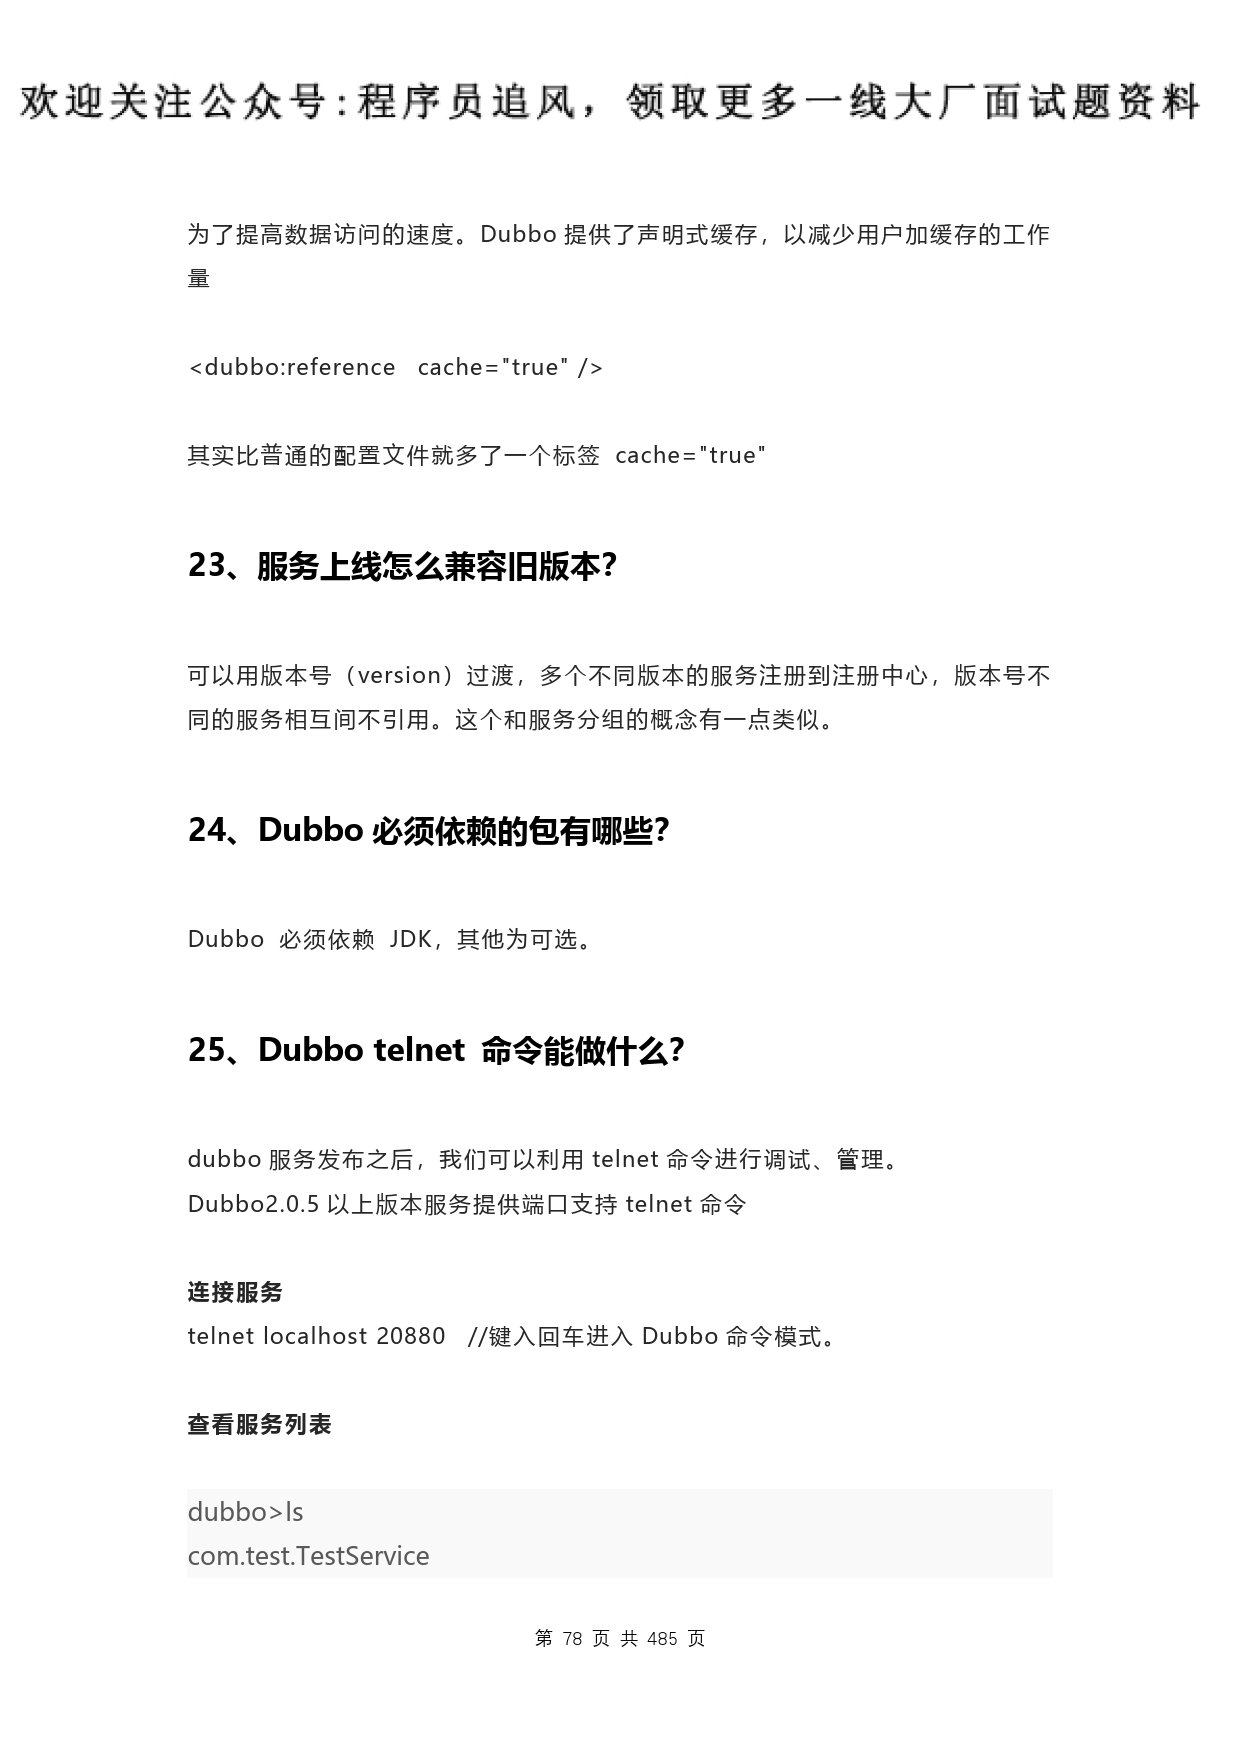 欢迎关注公众号:程序员追风，领取更多一线大厂面试题资料
为了提高数据访问的速度。Dubbo 提供了声明式缓存，以减少用户加缓存的工作
量
<dubbo:reference cache="true" />
其实比普通的配置文件就多了一个标签 cache="true"
23、服务上线怎么兼容旧版本？
可以用版本号（version）过渡，多个不同版本的服务注册到注册中心，版本号不
同的服务相互间不引用。这个和服务分组的概念有一点类似。
24、Dubbo 必须依赖的包有哪些？
Dubbo 必须依赖 JDK，其他为可选。
25、Dubbo telnet 命令能做什么？
dubbo 服务发布之后，我们可以利用 telnet 命令进行调试、管理。
Dubbo2.0.5 以上版本服务提供端口支持 telnet 命令
连接服务
telnet localhost 20880 //键入回车进入 Dubbo 命令模式。
查看服务列表
dubbo>ls
com.test.TestService
第 78 页 共 485 页